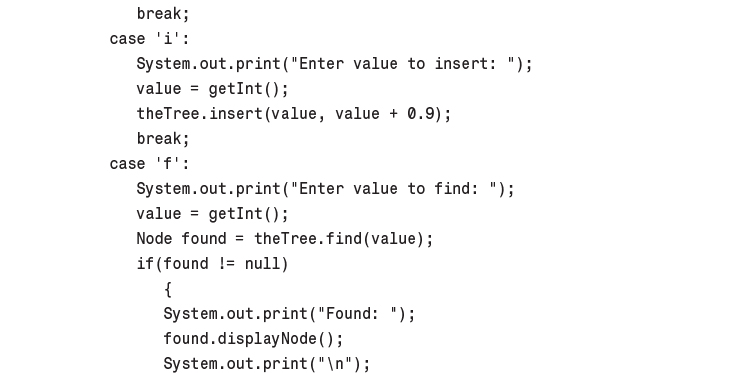 break;
case 'i':
System.out.print("Enter value to insert: ");
value = getInt();
theTree.insert(value, value + 0.9);
break;
case 'f':
System.out.print("Enter value to find: ");
value = getInt();
Node found = theTree.find(value);
if(found != null)
{
System.out.print("Found: ");
found.displayNode();
System.out.print("\n");